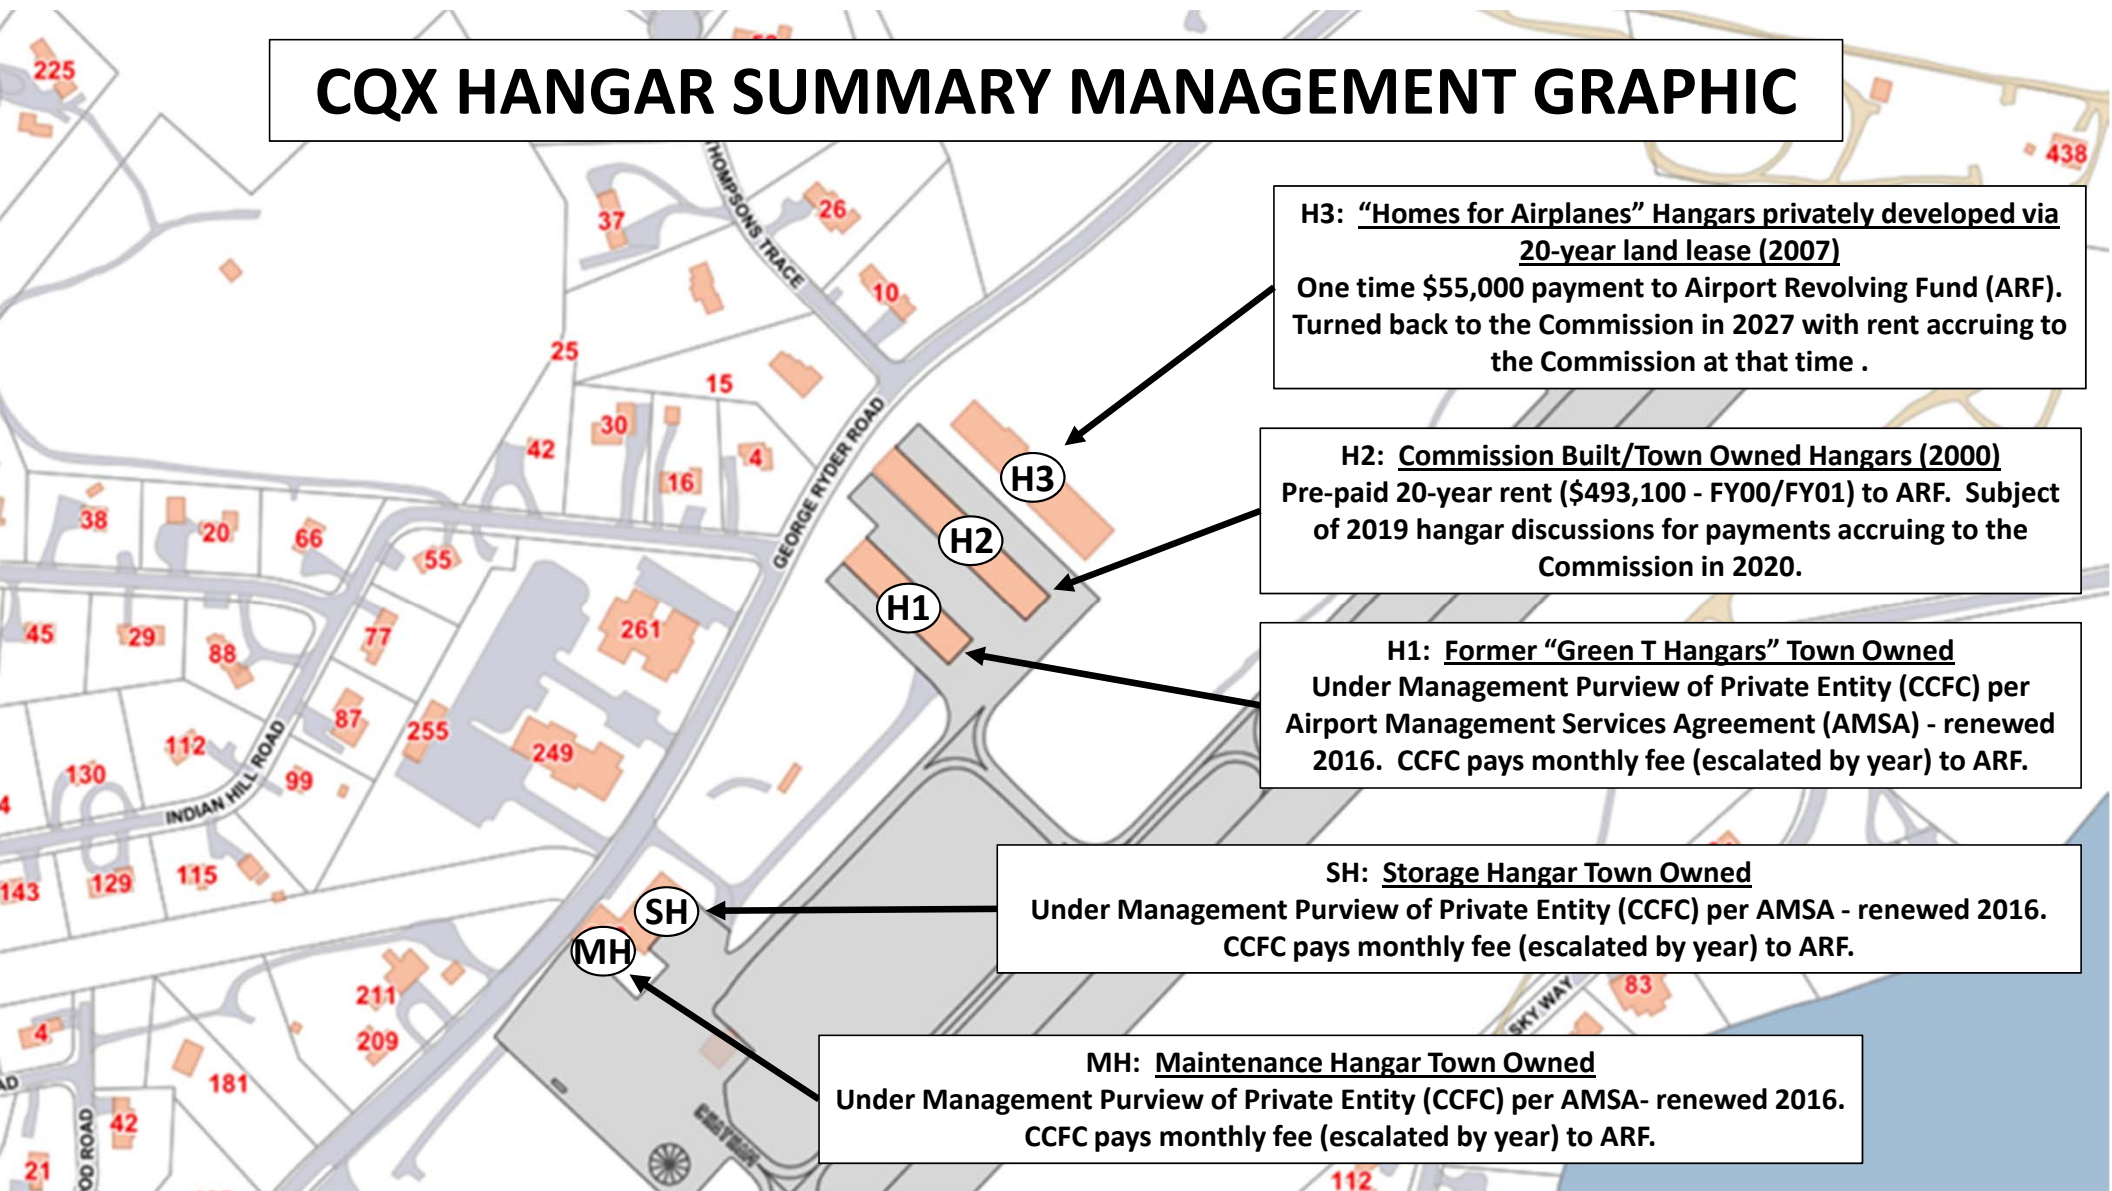 CQX HANGAR SUMMARY MANAGEMENT GRAPHIC
225
438
37
26
10
THOMPSONS TRACE
25
15
30
42
16
4
GEORGE RYDER ROAD
H3: “Homes for Airplanes” Hangars privately developed via
20-year land lease (2007)
One time $55,000 payment to Airport Revolving Fund (ARF).
Turned back to the Commission in 2027 with rent accruing to
the Commission at that time .
H3
H2: Commission Built/Town Owned Hangars (2000)
Pre-paid 20-year rent ($493,100 - FY00/FY01) to ARF. Subject
of 2019 hangar discussions for payments accruing to the
Commission in 2020.
H2
H1
38
20
66
55
45
29
88
77
261
H1: Former “Green T Hangars” Town Owned
Under Management Purview of Private Entity (CCFC) per
Airport Management Services Agreement (AMSA) - renewed
2016. CCFC pays monthly fee (escalated by year) to ARF.
87
255
249
112
130
99
4
INDIAN HILL ROAD
143
129
115
SH
MH
SH: Storage Hangar Town Owned
Under Management Purview of Private Entity (CCFC) per AMSA - renewed 2016.
CCFC pays monthly fee (escalated by year) to ARF.
211
209
4
181
83
SKY WAY
MH: Maintenance Hangar Town Owned
Under Management Purview of Private Entity (CCFC) per AMSA- renewed 2016.
CCFC pays monthly fee (escalated by year) to ARF.
42
21
OD ROAD
AD
112